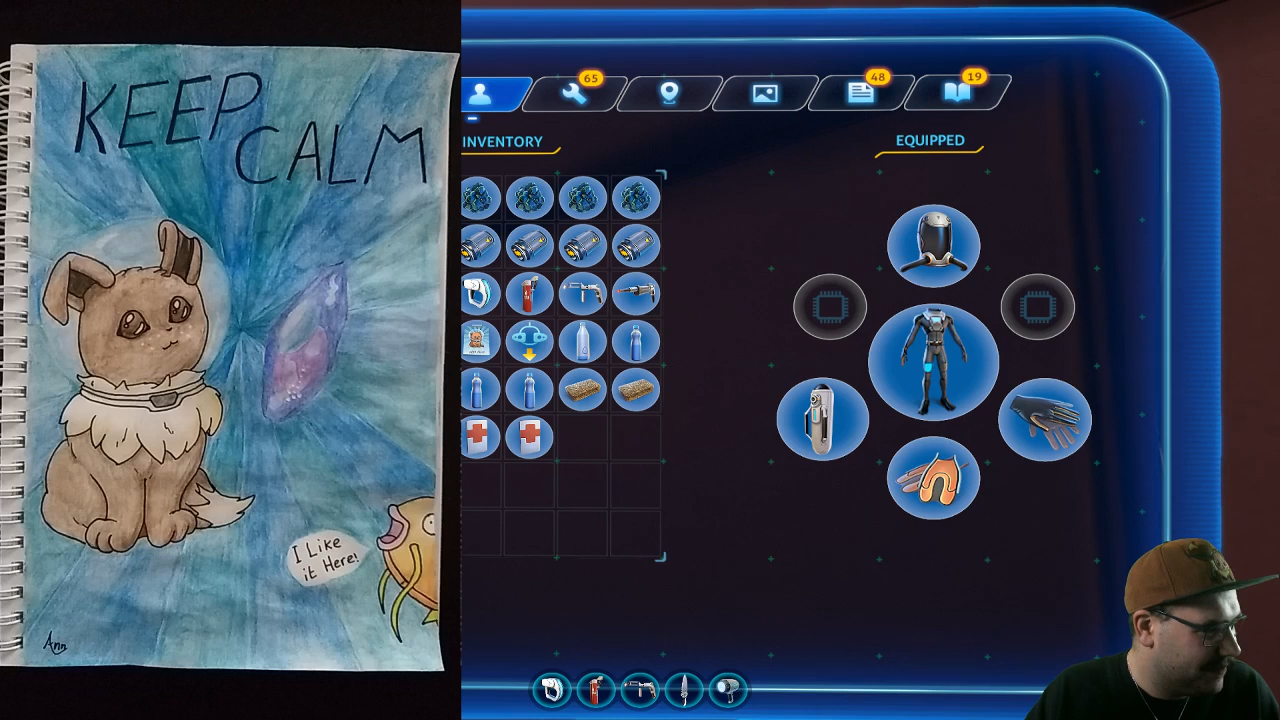 KEEP
CALM
I Like
it Here!
Ann
65
48
19
INVENTORY
EQUIPPED